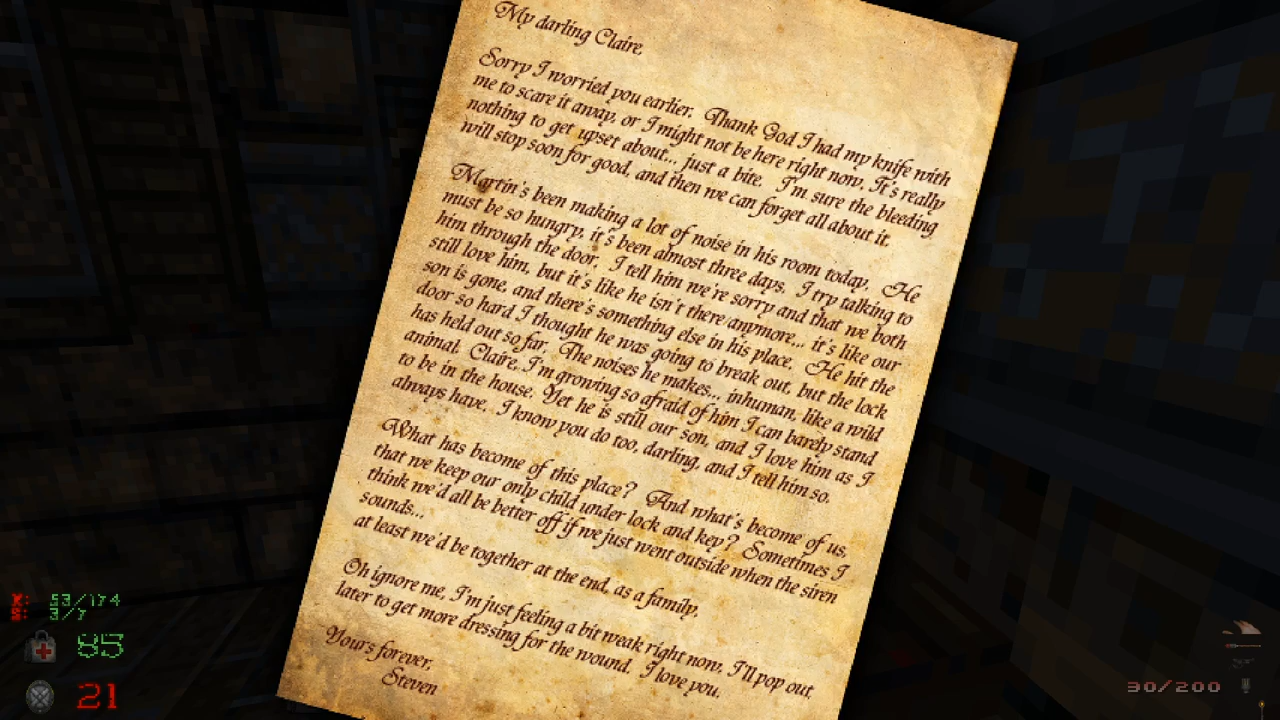 My darling Claire,
Sorry I worried you earlier. Thank God I had my knife with
me to scare it away, or I might not be here right now. It's really
nothing to get upset about... just a bite. I'm sure the bleeding
will stop soon for good, and then we can forget all about it.
Martin's been making a lot of noise in his room today. He
must be so hungry, it's been almost three days. I try talking to
him through the door. I tell him we're sorry and that we both
still love him, but it's like he isn't there anymore... it's like our
son is gone, and there's something else in his place. He hit the
door so hard I thought he was going to break out, but the lock
has held out so far. The noises he makes... inhuman, like a wild
animal. Claire, I'm growing so afraid of him I can barely stand
to be in the house. Yet he is still our son, and I love him as I
always have. I know you do too, darling, and I tell him so.
What has become of this place? And what's become of us,
that we keep our only child under lock and key? Sometimes I
think we'd all be better off if we just went outside when the siren
sounds...
at least we'd be together at the end, as a family.
Oh ignore me, I'm just feeling a bit weak right now. I'll pop out
later to get more dressing for the wound. I love you.
Yours forever,
Steven
K: 53/174
S: 3/7
85
21
30/200